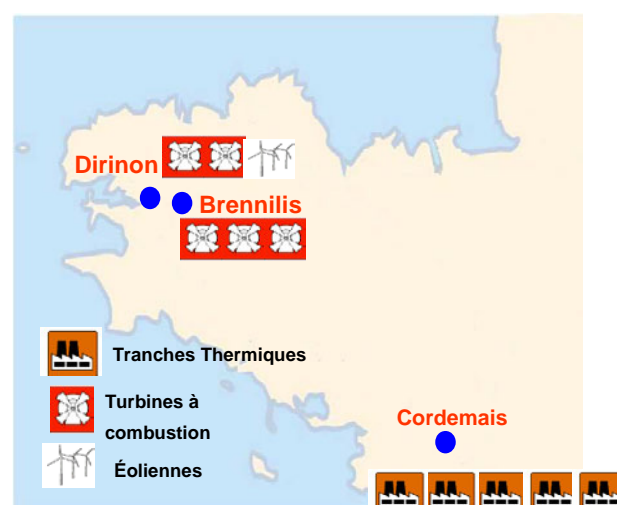 Dirinon
Brennilis
Tranches Thermiques
Turbines à
combustion
Éoliennes
Cordemais